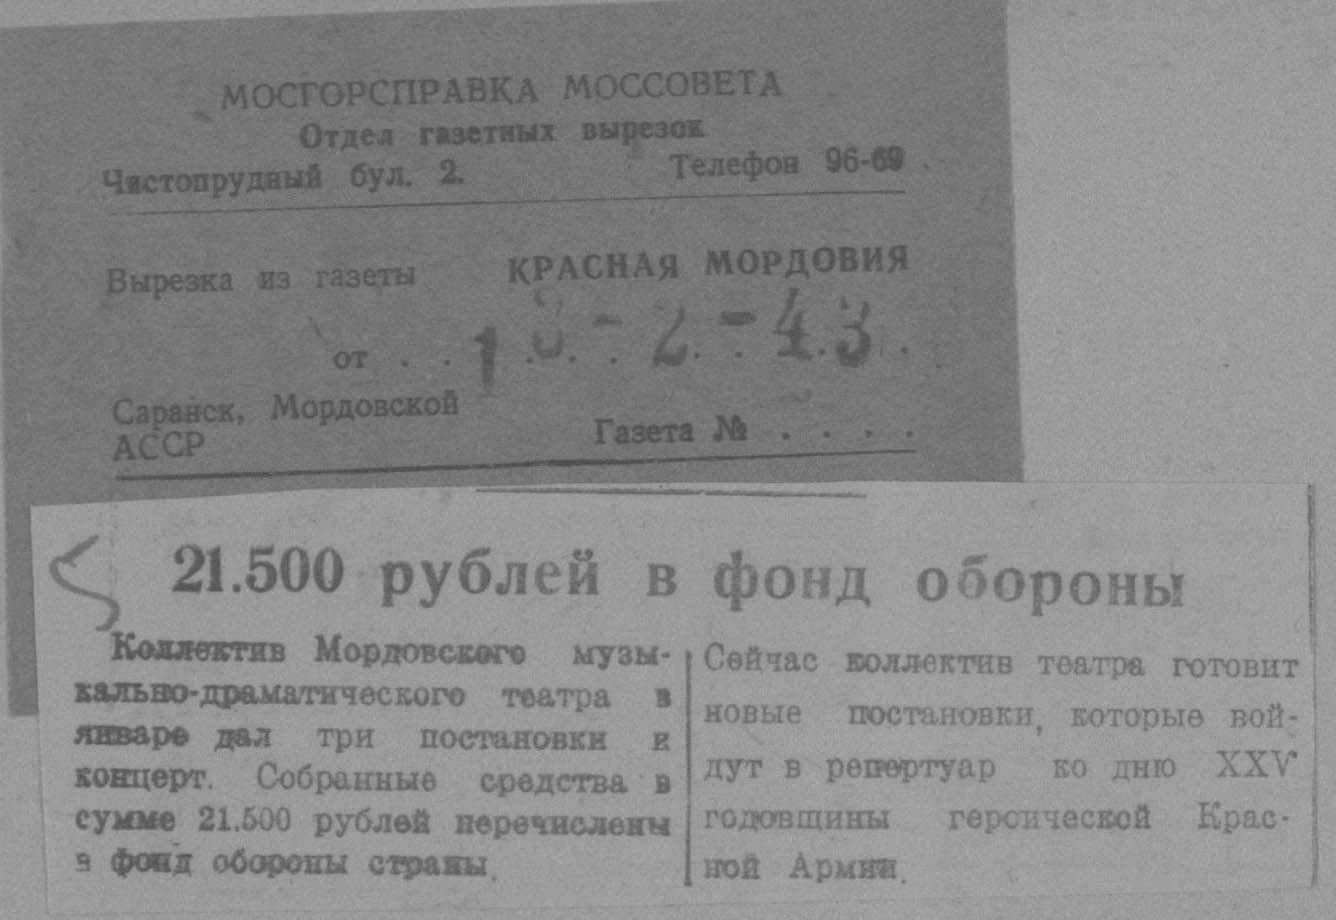 МОСГОРСПРАВКА МОССОВЕТА
Отдел газетных вырезок
Чистопрудный бул. 2. Телефон 96-69
Вырезка из газеты КРАСНАЯ МОРДОВИЯ
от . . 1 . . . - 2 - 43 .
Саранск, Мордовской
АССР
Газета № . . . .
21.500 рублей в фонд обороны
Коллектив Мордовского музы-
кально-драматического театра в
январе дал три постановки и
концерт. Собранные средства в
сумме 21.500 рублей перечислены
в фонд обороны страны.
Сейчас коллектив театра готовит
новые постановки, которые вой-
дут в репертуар ко дню XXV
годовщины героической Крас-
ной Армии.